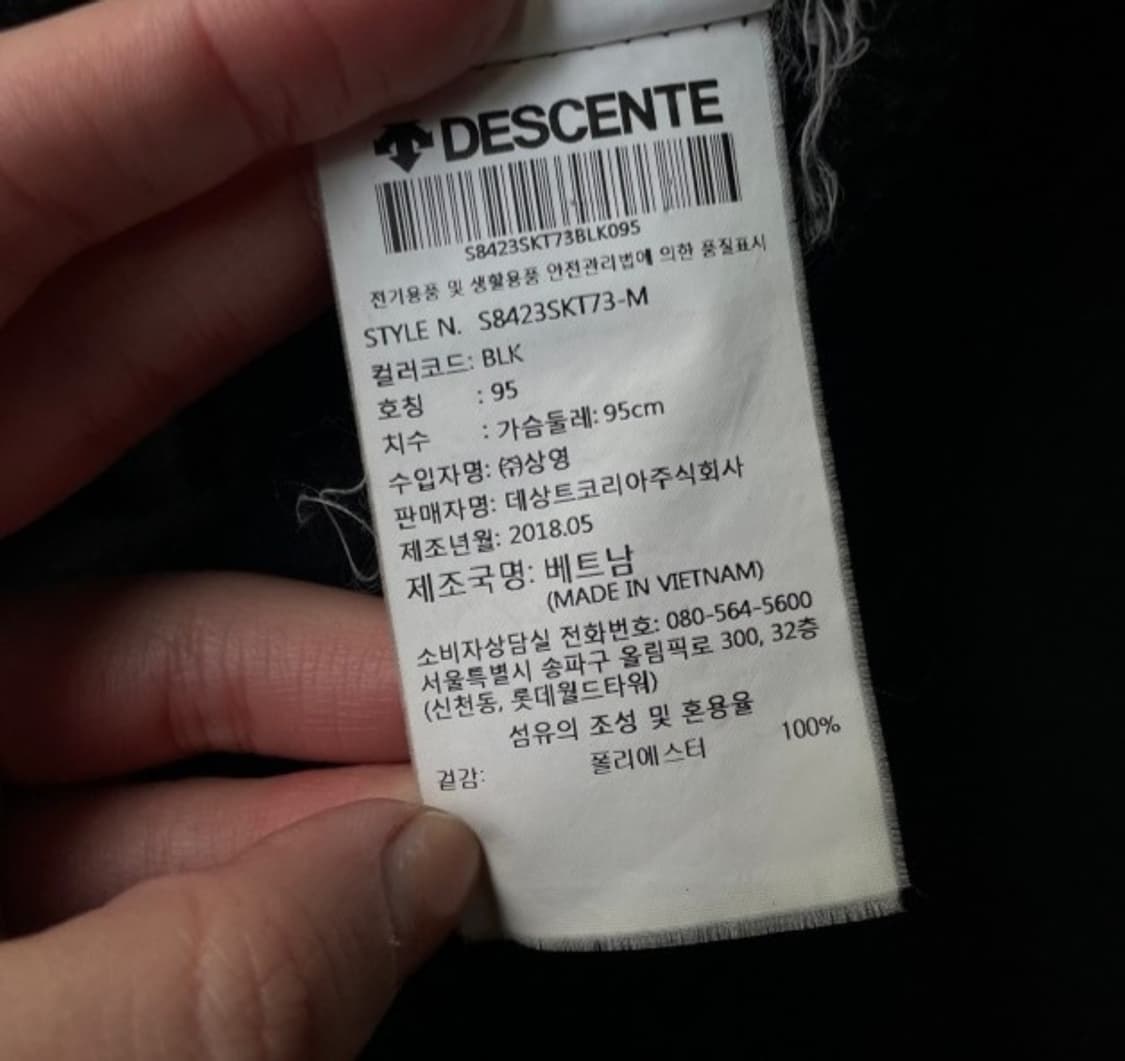 DESCENTE
S8423SKT73BLK095
전기용품 및 생활용품 안전관리법에 의한 품질표시
STYLE N. S8423SKT73-M
컬러코드: BLK
호칭 : 95
치수 : 가슴둘레: 95cm
수입자명: ㈜상영
판매자명: 데상트코리아주식회사
제조년월: 2018.05
제조국명: 베트남
(MADE IN VIETNAM)
소비자상담실 전화번호: 080-564-5600
서울특별시 송파구 올림픽로 300, 32층
(신천동, 롯데월드타워)
섬유의 조성 및 혼용율
겉감: 폴리에스터 100%